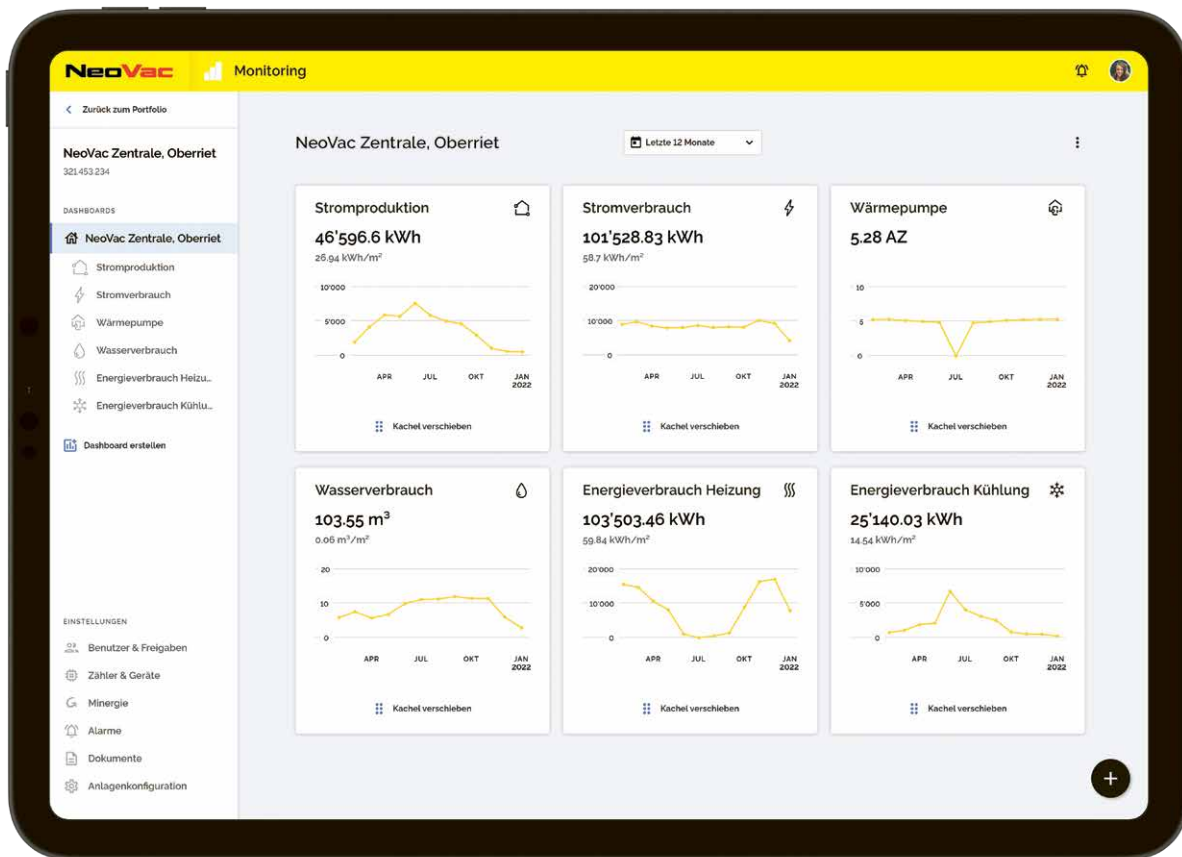 NeoVac
Monitoring
Zurück zum Portfolio
NeoVac Zentrale, Oberriet
321.453.234
DASHBOARDS
NeoVac Zentrale, Oberriet
Stromproduktion
Stromverbrauch
Wärmepumpe
Wasserverbrauch
Energieverbrauch Heizu...
Energieverbrauch Kühlu...
Dashboard erstellen
EINSTELLUNGEN
Benutzer & Freigaben
Zähler & Geräte
Minergie
Alarme
Dokumente
Anlagenkonfiguration
NeoVac Zentrale, Oberriet
Letzte 12 Monate
Stromproduktion
46'596.6 kWh
26.94 kWh/m²
10'000
5'000
0
APR JUL OKT JAN
2022
Kachel verschieben
Stromverbrauch
101'528.83 kWh
58.7 kWh/m²
20'000
10'000
0
APR JUL OKT JAN
2022
Kachel verschieben
Wärmepumpe
5.28 AZ
10
5
0
APR JUL OKT JAN
2022
Kachel verschieben
Wasserverbrauch
103.55 m³
0.06 m³/m²
20
10
0
APR JUL OKT JAN
2022
Kachel verschieben
Energieverbrauch Heizung
103'503.46 kWh
59.84 kWh/m²
20'000
10'000
0
APR JUL OKT JAN
2022
Kachel verschieben
Energieverbrauch Kühlung
25'140.03 kWh
14.54 kWh/m²
10'000
5'000
0
APR JUL OKT JAN
2022
Kachel verschieben